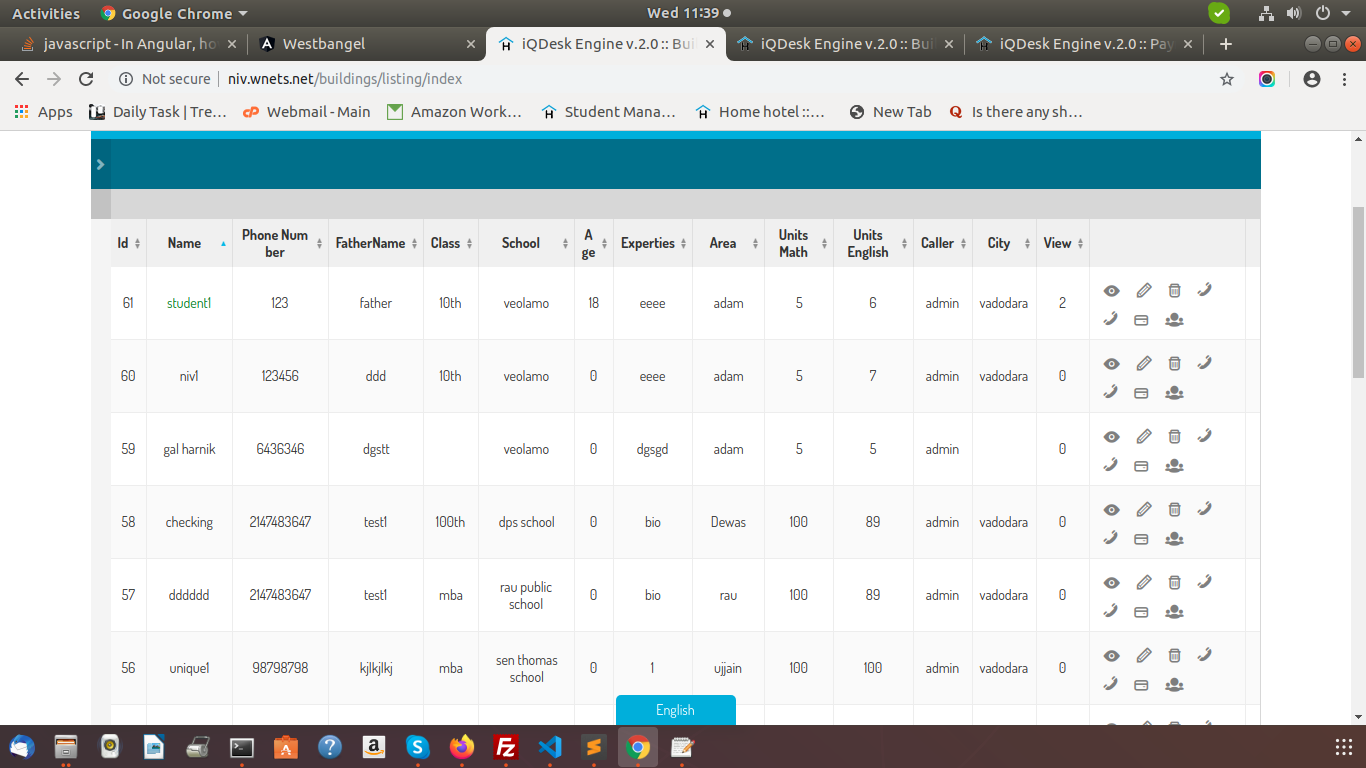 Activities Google Chrome Wed 11:39
javascript - In Angular, ho Westbangel iQDesk Engine v.2.0 :: Bui iQDesk Engine v.2.0 :: Bui iQDesk Engine v.2.0 :: Pay
Not secure niv.wnets.net/buildings/listing/index
Apps Daily Task | Tre... Webmail - Main Amazon Work... Student Mana... Home hotel ::... New Tab Is there any sh...
Id Name Phone Num FatherName Class School A Experties Area Units Units Caller City View
ber ge Math English
61 student1 123 father 10th veolamo 18 eeee adam 5 6 admin vadodara 2
60 niv1 123456 ddd 10th veolamo 0 eeee adam 5 7 admin vadodara 0
59 gal harnik 6436346 dgstt veolamo 0 dgsgd adam 5 5 admin 0
58 checking 2147483647 test1 100th dps school 0 bio Dewas 100 89 admin vadodara 0
57 dddddd 2147483647 test1 mba rau public school 0 bio rau 100 89 admin vadodara 0
56 unique1 98798798 kjlkjlkj mba sen thomas school 0 1 ujjain 100 100 admin vadodara 0
English